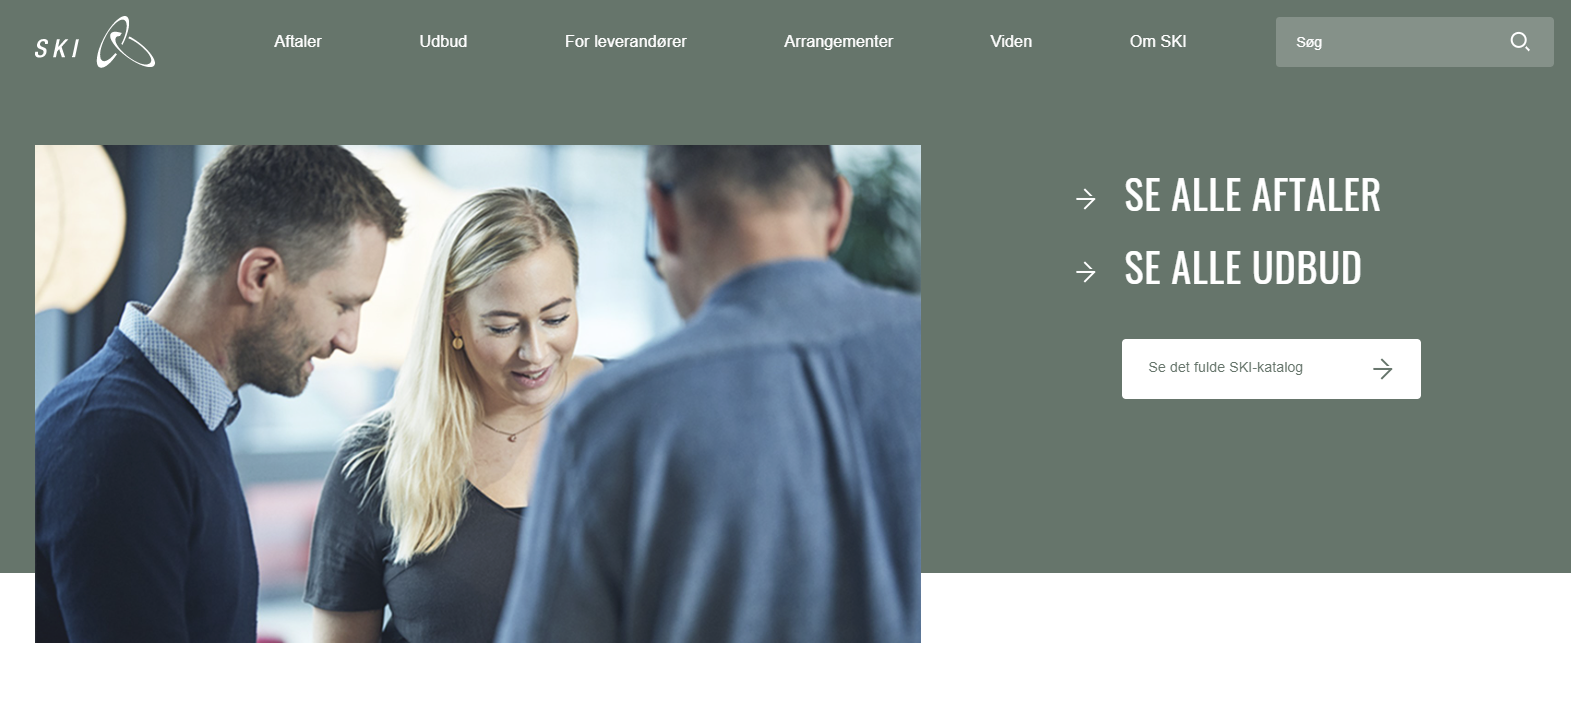 SKI
Aftaler
Udbud
For leverandører
Arrangementer
Viden
Om SKI
Søg
SE ALLE AFTALER
SE ALLE UDBUD
Se det fulde SKI-katalog